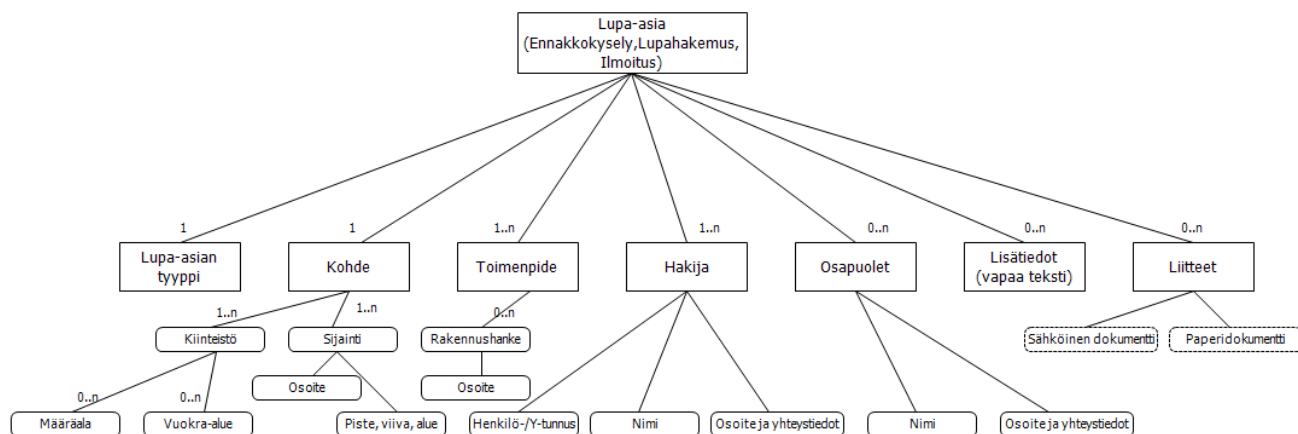 Lupa-asia
(Ennakkokysely,Lupahakemus,
Ilmoitus)
1
1
1..n
1..n
0..n
0..n
0..n
Lupa-asian
tyyppi
Kohde
Toimenpide
Hakija
Osapuolet
Lisätiedot
(vapaa teksti)
Liitteet
1..n
1..n
0..n
Kiinteistö
Sijainti
Rakennushanke
Sähköinen dokumentti
Paperidokumentti
Osoite
Osoite
0..n
0..n
Määräala
Vuokra-alue
Piste, viiva, alue
Henkilö-/Y-tunnus
Nimi
Osoite ja yhteystiedot
Nimi
Osoite ja yhteystiedot